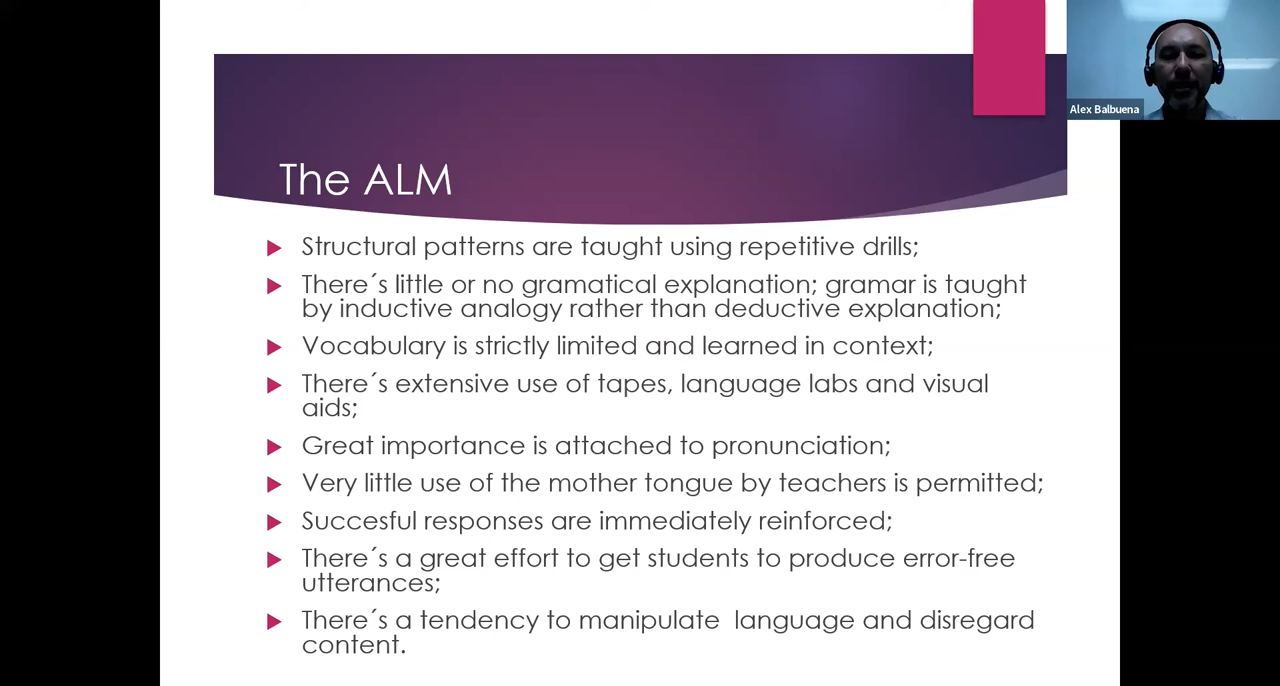 Alex Balbuena
The ALM
Structural patterns are taught using repetitive drills;
There´s little or no gramatical explanation; gramar is taught
by inductive analogy rather than deductive explanation;
Vocabulary is strictly limited and learned in context;
There´s extensive use of tapes, language labs and visual
aids;
Great importance is attached to pronunciation;
Very little use of the mother tongue by teachers is permitted;
Succesful responses are immediately reinforced;
There´s a great effort to get students to produce error-free
utterances;
There´s a tendency to manipulate  language and disregard
content.